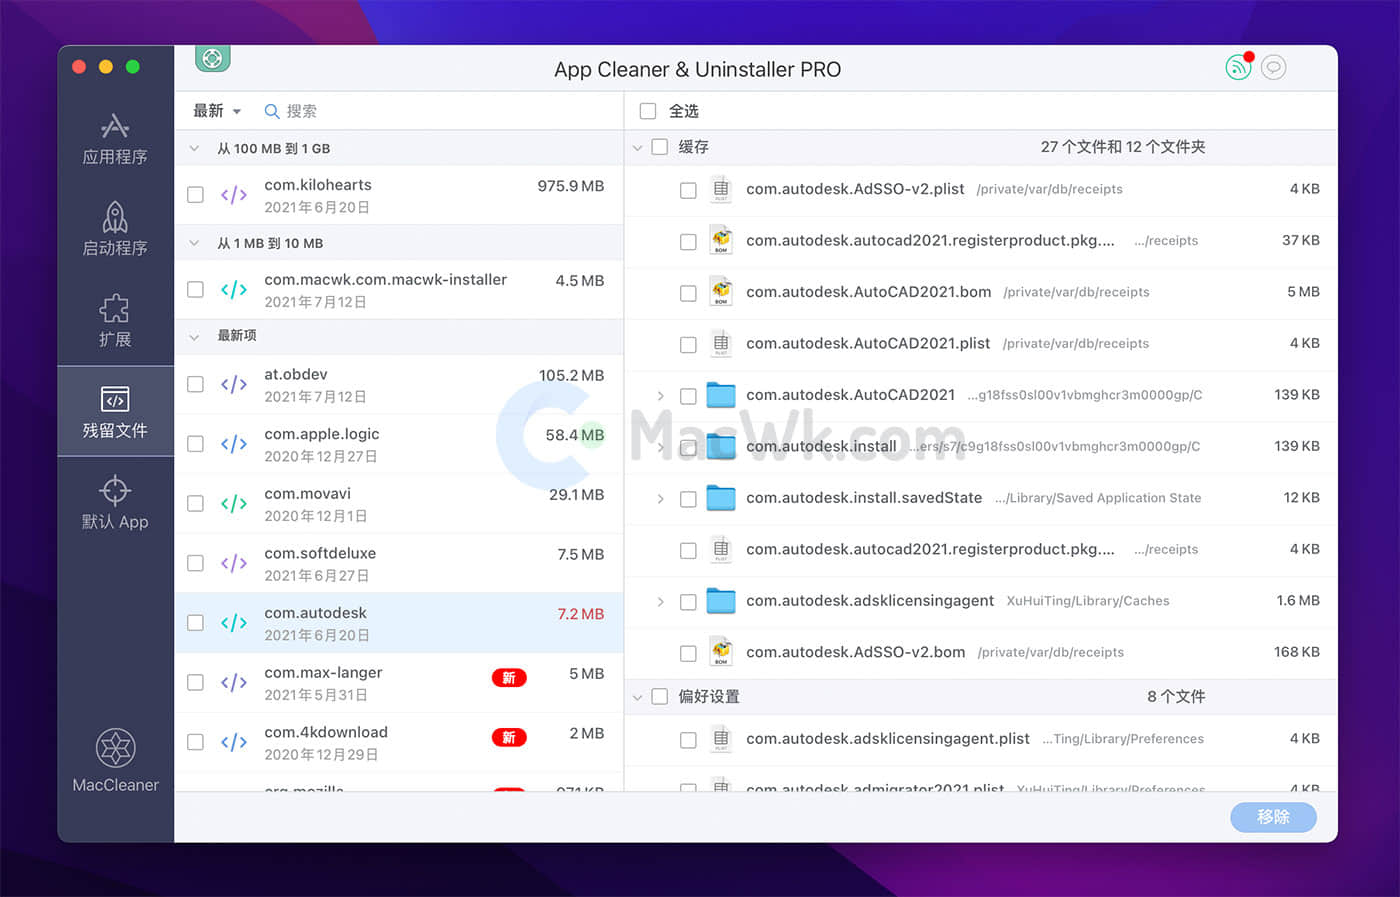 App Cleaner & Uninstaller PRO
应用程序
启动程序
扩展
残留文件
默认 App
MacCleaner
最新
搜索
从 100 MB 到 1 GB
com.kilohearts 975.9 MB
2021年6月20日
从 1 MB 到 10 MB
com.macwk.com.macwk-installer 4.5 MB
2021年7月12日
最新项
at.obdev 105.2 MB
2021年7月12日
com.apple.logic 58.4 MB
2020年12月27日
com.movavi 29.1 MB
2020年12月1日
com.softdeluxe 7.5 MB
2021年6月27日
com.autodesk 7.2 MB
2021年6月20日
com.max-langer 新 5 MB
2021年5月31日
com.4kdownload 新 2 MB
2020年12月29日
org.mozilla 971 KB
全选
缓存 27 个文件和 12 个文件夹
com.autodesk.AdSSO-v2.plist /private/var/db/receipts 4 KB
com.autodesk.autocad2021.registerproduct.pkg.... .../receipts 37 KB
com.autodesk.AutoCAD2021.bom /private/var/db/receipts 5 MB
com.autodesk.AutoCAD2021.plist /private/var/db/receipts 4 KB
com.autodesk.AutoCAD2021 ...g18fss0sl00v1vbmghcr3m0000gp/C 139 KB
com.autodesk.install ...ers/s7/c9g18fss0sl00v1vbmghcr3m0000gp/C 139 KB
com.autodesk.install.savedState .../Library/Saved Application State 12 KB
com.autodesk.autocad2021.registerproduct.pkg.... .../receipts 4 KB
com.autodesk.adsklicensingagent XuHuiTing/Library/Caches 1.6 MB
com.autodesk.AdSSO-v2.bom /private/var/db/receipts 168 KB
偏好设置 8 个文件
com.autodesk.adsklicensingagent.plist ...Ting/Library/Preferences 4 KB
com.autodesk.admigrator2021.plist XuHuiTing/Library/Preferences 4 KB
移除
MacWk.com